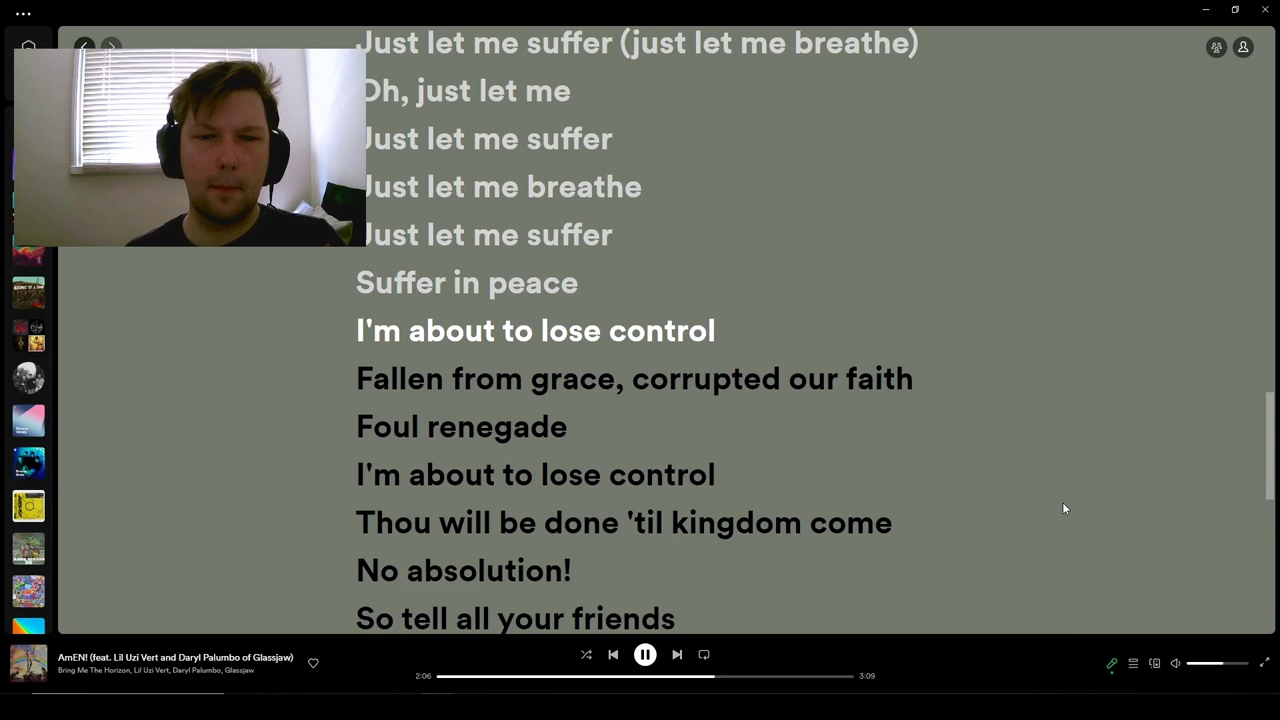 Just let me suffer (just let me breathe)
Oh, just let me
Just let me suffer
Just let me breathe
Just let me suffer
Suffer in peace
I'm about to lose control
Fallen from grace, corrupted our faith
Foul renegade
I'm about to lose control
Thou will be done 'til kingdom come
No absolution!
So tell all your friends
AmEN! (feat. Lil Uzi Vert and Daryl Palumbo of Glassjaw)
Bring Me The Horizon, Lil Uzi Vert, Daryl Palumbo, Glassjaw
2:06
3:09